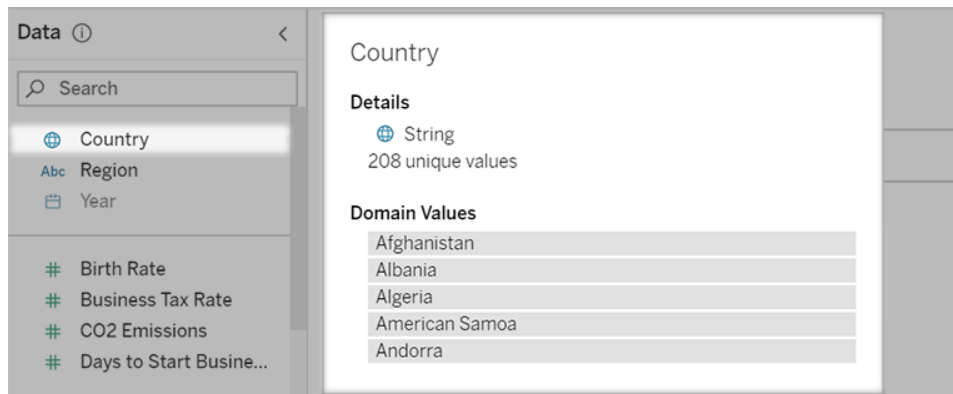 Data
Search
Country
Abc Region
Year
Birth Rate
Business Tax Rate
CO2 Emissions
Days to Start Busine...
Country
Details
String
208 unique values
Domain Values
Afghanistan
Albania
Algeria
American Samoa
Andorra